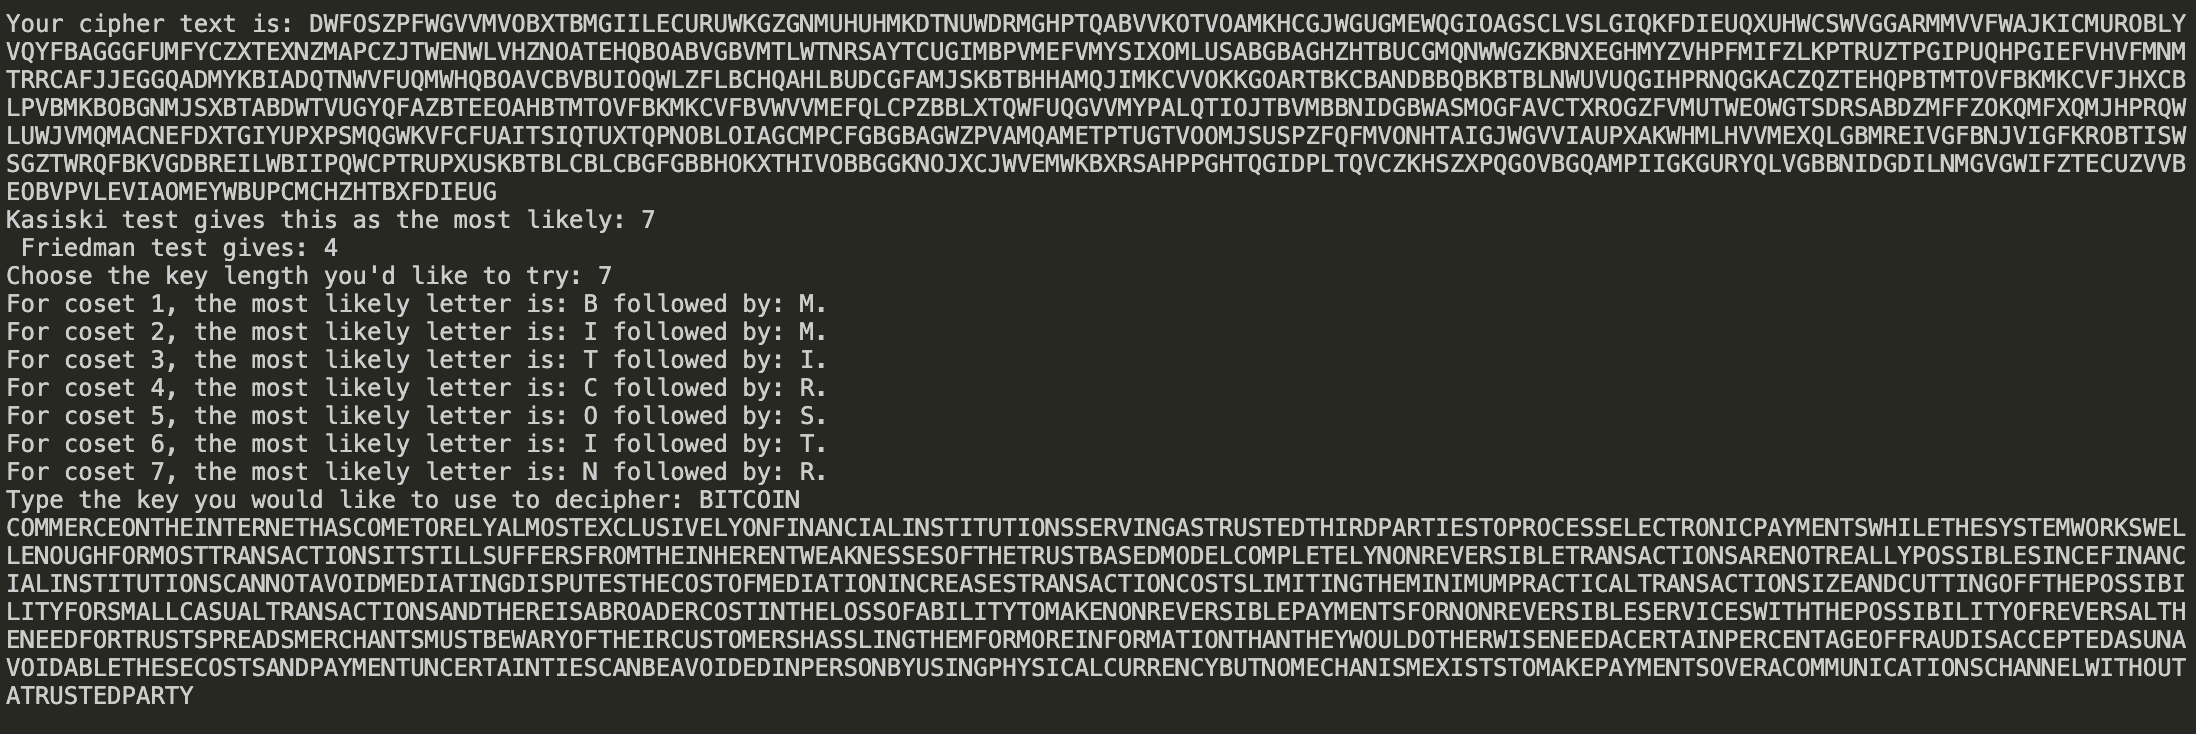 Your cipher text is: DWFOSZPFWGVVMVOBXTBMGIILECURUWKGZGNMUHUHMKDTNUWDRMGHPTQABVVKOTVOAMKHCGJWGUGMEWQGIOAGSCLVSLGIQKFDIEUQXUHWCSWVGGARMMVVFWAJKICMUROBLY
VQYFBAGGGFUMFYCZXTEXNZMAPCZJTWENWLVHZNOATEHQBOABVGBVMTLWTNRSAYTCUGIMBPVMEFVMYSIXOMLUSABGBAGHZHTBUCGMQNWWGZKBNXEGHMYZVHPFMIFZLKPTRUZTPGIPUQHPGIEFVHVFMNM
TRRCAFJJEGGQADMYKBIADQTNWVFUQMWHQBOAVCBVBUIOQWLZFLBCHQAHLBUDCGFAMJSKBTBHHAMQJIMKCVVOKKGOARTBKCBANDBBQBKBTBLNWUVUQGIHPRNQGKACZQZTEHQPBTMTOVFBKMKCVFJHXCB
LPVBMKBOBGNMJSXBTABDWTVUGYQFAZBTEEOAHBTMTOVFBKMKCVFBVWVVMEFQLCPZBBLXTQWFUQGVVMYPALQTIOJTBVMBBNIDGBWASMOGFAVCTXROGZFVMUTWEOWGTSDRSABDZMFFZOKQMFXQMJHPRQW
LUWJVMQMACNEFDXTGIYUPXPSMQGWKVFCFUAITSIQTUXTQPNOBLOIAGCMPCFGBGBAGWZPVAMQAMETPTUGTVOOMJSUSPZFQFMVONHTAIGJWGVVIAUPXAKWHMLHVVMEXQLGBMREIVGFBNJVIGFKROBTISW
SGZTWRQFBKVGDBREILWBIIPQWCPTRUPXUSKBTBLCBLCBGFGBBHOKXTHIVOBBGGKNOJXCJWVEMWKBXRSAHPPGHTQGIDPLTQVCZKHSZXPQGOVBGQAMPIIGKGURYQLVGBBNIDGDILNMGVGWIFZTECUZVVB
EOBVPVLEVIAOMEYWBUPCMCHZHTBXFDIEUG
Kasiski test gives this as the most likely: 7
Friedman test gives: 4
Choose the key length you'd like to try: 7
For coset 1, the most likely letter is: B followed by: M.
For coset 2, the most likely letter is: I followed by: M.
For coset 3, the most likely letter is: T followed by: I.
For coset 4, the most likely letter is: C followed by: R.
For coset 5, the most likely letter is: O followed by: S.
For coset 6, the most likely letter is: I followed by: T.
For coset 7, the most likely letter is: N followed by: R.
Type the key you would like to use to decipher: BITCOIN
COMMERCEONTHEINTERNETHASCOMETORELYALMOSTEXCLUSIVELYONFINANCIALINSTITUTIONSSERVINGASTRUSTEDTHIRDPARTIESTOPROCESSELECTRONICPAYMENTSWHILETHESYSTEMWORKSWEL
LENOUGHFORMOSTTRANSACTIONSITSTILLSUFFERSFROMTHEINHERENTWEAKNESSESOFTHETRUSTBASEDMODELCOMPLETELYNONREVERSIBLETRANSACTIONSARENOTREALLYPOSSIBLESINCEFINANC
IALINSTITUTIONSCANNOTAVOIDMEDIATINGDISPUTESTHECOSTOFMEDIATIONINCREASESTRANSACTIONCOSTSLIMITINGTHEMINIMUMPRACTICALTRANSACTIONSIZEANDCUTTINGOFFTHEPOSSIBI
LITYFORSMALLCASUALTRANSACTIONSANDTHEREISABROADERCOSTINTHELOSSOFABILITYTOMAKENONREVERSIBLEPAYMENTSFORNONREVERSIBLESERVICESWITHTHEPOSSIBILITYOFREVERSALTH
ENEEDFORTRUSTSPREADSMERCHANTSMUSTBEWARYOFTHEIRCUSTOMERSHASSLINGTHEMFORMOREINFORMATIONTHANTHEYWOULDOTHERWISENEEDACERTAINPERCENTAGEOFFRAUDISACCEPTEDASUNA
VOIDABLETHESECOSTSANDPAYMENTUNCERTAINTIESCANBEAVOIDEDINPERSONBYUSINGPHYSICALCURRENCYBUTNOMECHANISMEXISTSTOMAKEPAYMENTSOVERACOMMUNICATIONSCHANNELWITHOUT
ATRUSTEDPARTY